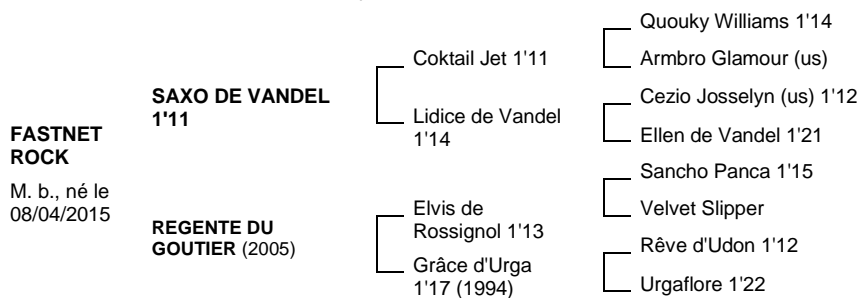 FASTNET
ROCK
M. b., né le
08/04/2015
SAXO DE VANDEL
1'11
REGENTE DU
GOUTIER (2005)
Coktail Jet 1'11
Lidice de Vandel
1'14
Elvis de
Rossignol 1'13
Grâce d'Urga
1'17 (1994)
Quouky Williams 1'14
Armbro Glamour (us)
Cezio Josselyn (us) 1'12
Ellen de Vandel 1'21
Sancho Panca 1'15
Velvet Slipper
Rêve d'Udon 1'12
Urgaflore 1'22